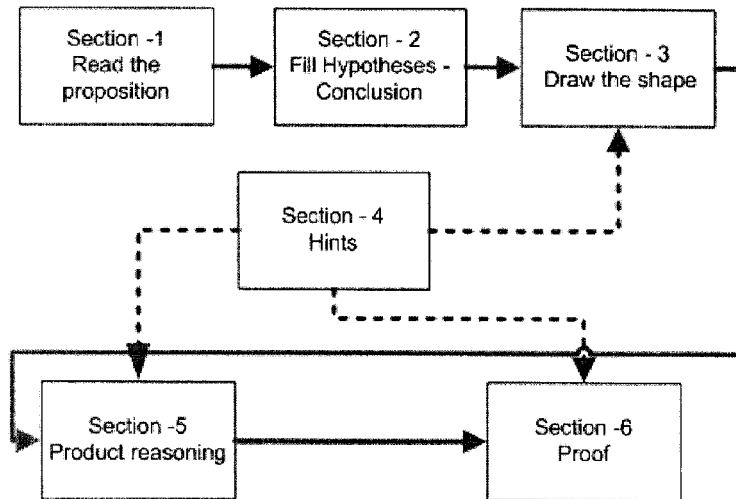 Section -1
Read the
proposition
Section - 2
Fill Hypotheses -
Conclusion
Section - 3
Draw the shape
Section - 4
Hints
Section -5
Product reasoning
Section -6
Proof